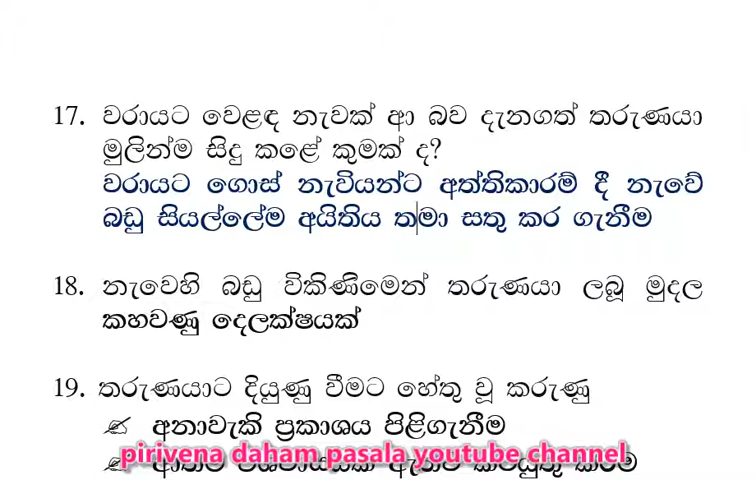 17. වරායට වෙළඳ නැවක් ආ බව දැනගත් තරුණයා
මුලින්ම සිදු කළේ කුමක් ද?
වරායට ගොස් නැවියන්ට අත්තිකාරම් දී නැවේ
බඩු සියල්ලේම අයිතිය තමා සතු කර ගැනීම
18. නැවෙහි බඩු විකිණිමෙන් තරුණයා ලබූ මුදල
කහවණු දෙලක්ෂයක්
19. තරුණයාට දියුණු වීමට හේතු වූ කරුණු
අනාවැකි ප්‍රකාශය පිළිගැනීම
pirivena daham pasala youtube channel